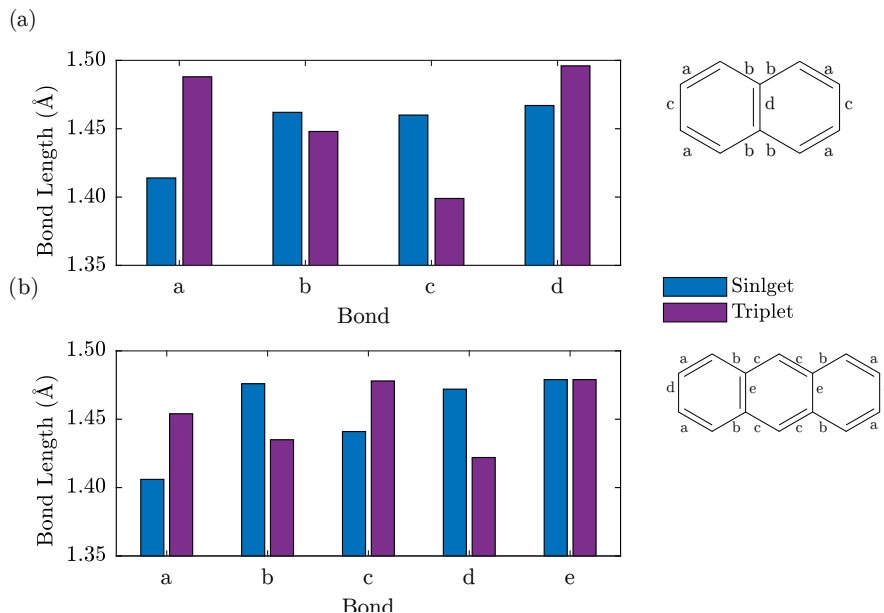 (a)
Bond Length (Å)
1.50
1.45
1.40
1.35
a b c d
Bond
a b b a
c d c
a b b a
(b)
Sinlget
Triplet
Bond Length (Å)
1.50
1.45
1.40
1.35
a b c d e
Bond
a b c c b a
d e e
a b c c b a